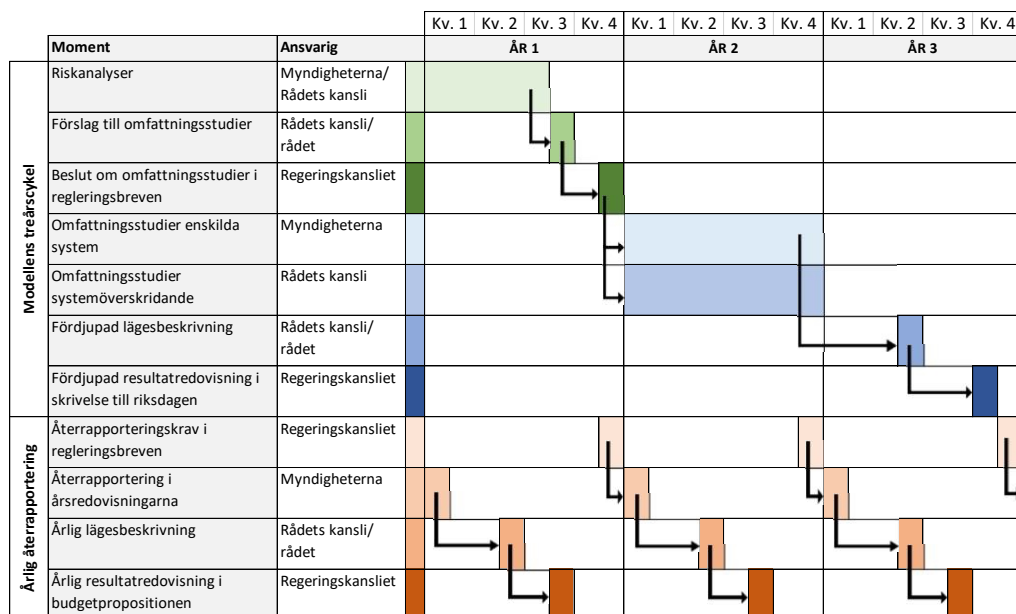 Kv. 1 Kv. 2 Kv. 3 Kv. 4 Kv. 1 Kv. 2 Kv. 3 Kv. 4 Kv. 1 Kv. 2 Kv. 3 Kv. 4
Moment Ansvarig ÅR 1 ÅR 2 ÅR 3
Modellens treårscykel
Riskanalyser Myndigheterna/
Rådets kansli
Förslag till omfattningsstudier Rådets kansli/
rådet
Beslut om omfattningsstudier i Regeringskansliet
regleringsbreven
Omfattningsstudier enskilda Myndigheterna
system
Omfattningsstudier Rådets kansli
systemöverskridande
Fördjupad lägesbeskrivning Rådets kansli/
rådet
Fördjupad resultatredovisning i Regeringskansliet
skrivelse till riksdagen
Årlig återrapportering
Återrapporteringskrav i Regeringskansliet
regleringsbreven
Återrapportering i Myndigheterna
årsredovisningarna
Årlig lägesbeskrivning Rådets kansli/
rådet
Årlig resultatredovisning i Regeringskansliet
budgetpropositionen